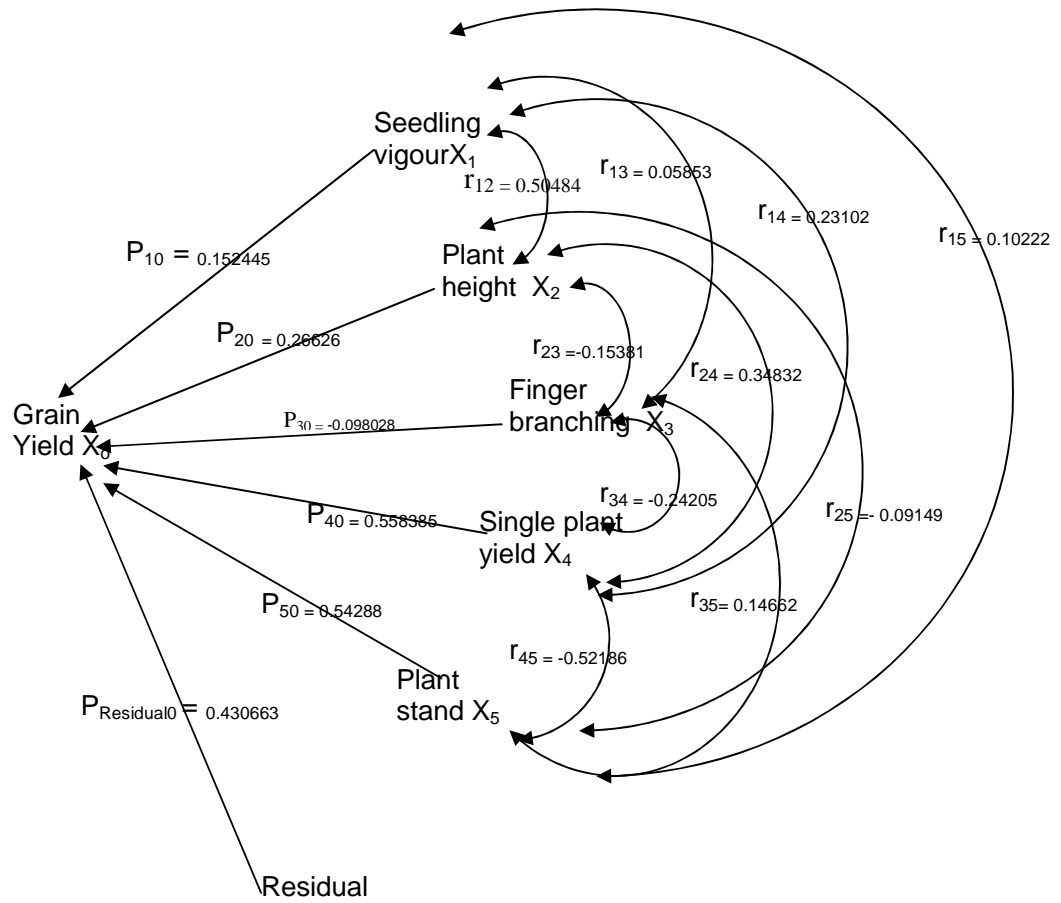 Seedling
vigourX₁
r₁₃ = 0.05853
r₁₂ = 0.50484
r₁₄ = 0.23102
r₁₅ = 0.10222
P₁₀ = 0.152445
Plant
height X₂
P₂₀ = 0.26626
r₂₃ =-0.15381
r₂₄ = 0.34832
Finger
branching X₃
Grain
Yield X₀
P₃₀ = -0.098028
r₃₄ = -0.24205
r₂₅ =- 0.09149
P₄₀ = 0.558385
Single plant
yield X₄
P₅₀ = 0.54288
r₃₅= 0.14662
r₄₅ = -0.52186
Plant
stand X₅
P_Residual0 = 0.430663
Residual